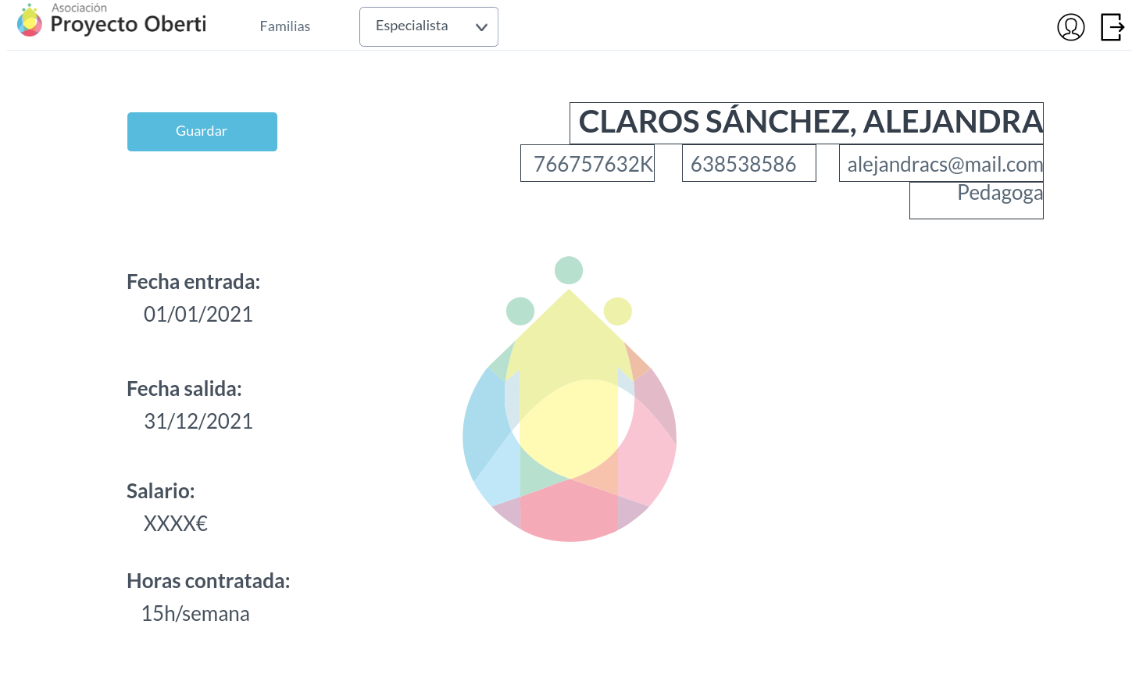 Asociación
Proyecto Oberti
Familias
Especialista
Guardar
CLAROS SÁNCHEZ, ALEJANDRA
766757632K 638538586 alejandracs@mail.com
Pedagoga
Fecha entrada:
01/01/2021
Fecha salida:
31/12/2021
Salario:
XXXX€
Horas contratada:
15h/semana